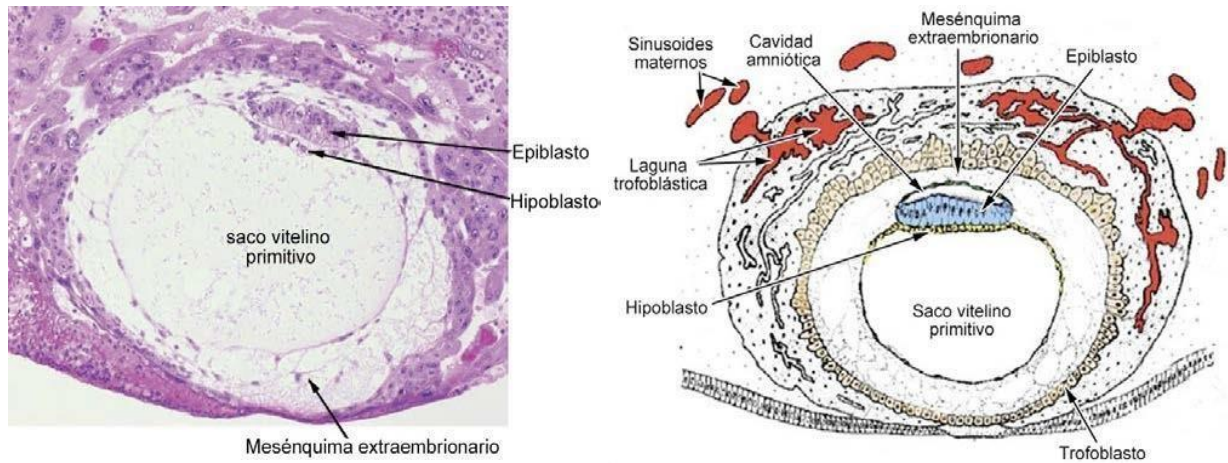 Epiblasto
Hipoblasto
saco vitelino
primitivo
Mesénquima extraembrionario
Sinusoides
maternos
Cavidad
amniótica
Mesénquima
extraembrionario
Epiblasto
Laguna
trofoblástica
Hipoblasto
Saco vitelino
primitivo
Trofoblasto